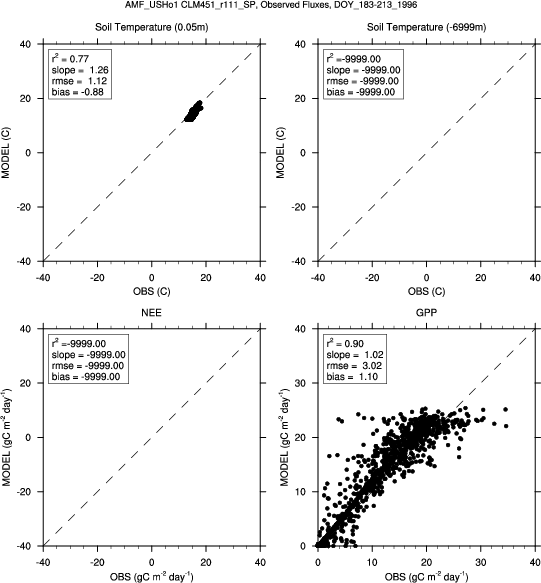 AMF_USHo1 CLM451_r111_SP, Observed Fluxes, DOY_183-213_1996
Soil Temperature (0.05m)
40
20
0
-20
-40
MODEL (C)
r² = 0.77
slope = 1.26
rmse = 1.12
bias = -0.88
-40 -20 0 20 40
OBS (C)
Soil Temperature (-6999m)
40
20
0
-20
-40
MODEL (C)
r² =-9999.00
slope = -9999.00
rmse = -9999.00
bias = -9999.00
-40 -20 0 20 40
OBS (C)
NEE
40
20
0
-20
-40
MODEL (gC m⁻² day⁻¹)
r² =-9999.00
slope = -9999.00
rmse = -9999.00
bias = -9999.00
-40 -20 0 20 40
OBS (gC m⁻² day⁻¹)
GPP
40
30
20
10
0
MODEL (gC m⁻² day⁻¹)
r² = 0.90
slope = 1.02
rmse = 3.02
bias = 1.10
0 10 20 30 40
OBS (gC m⁻² day⁻¹)